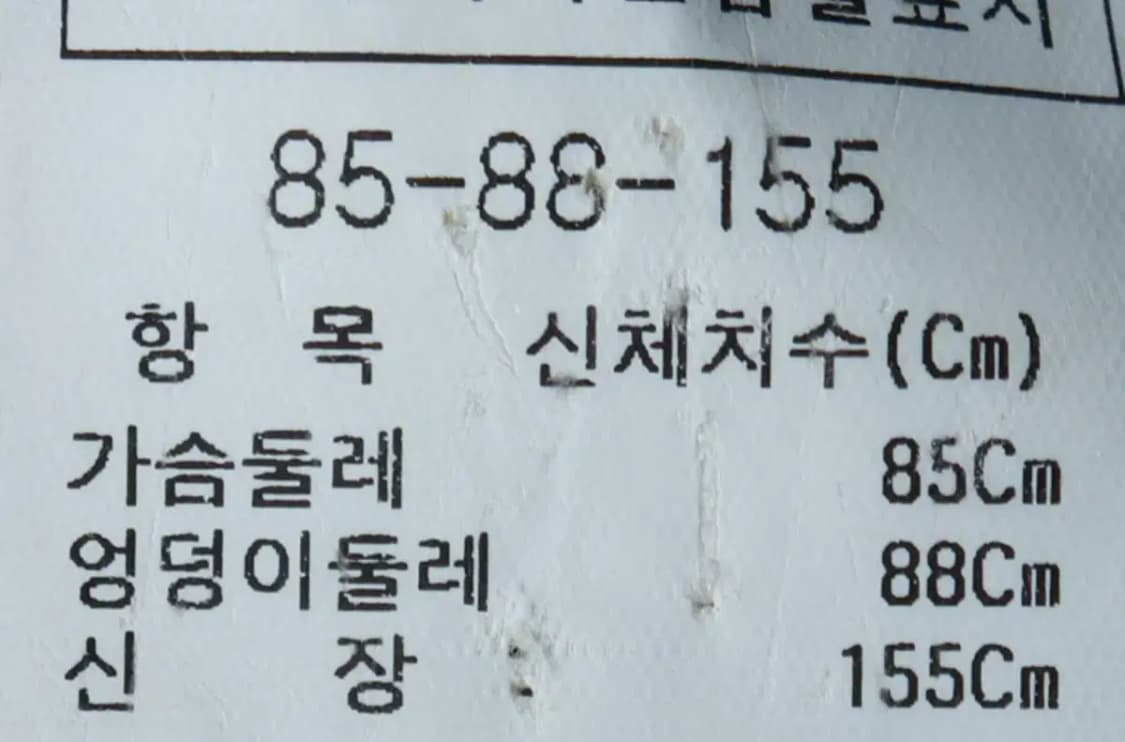 85-88-155
항 목 신체치수(Cm)
가슴둘레 85Cm
엉덩이둘레 88Cm
신 장 155Cm